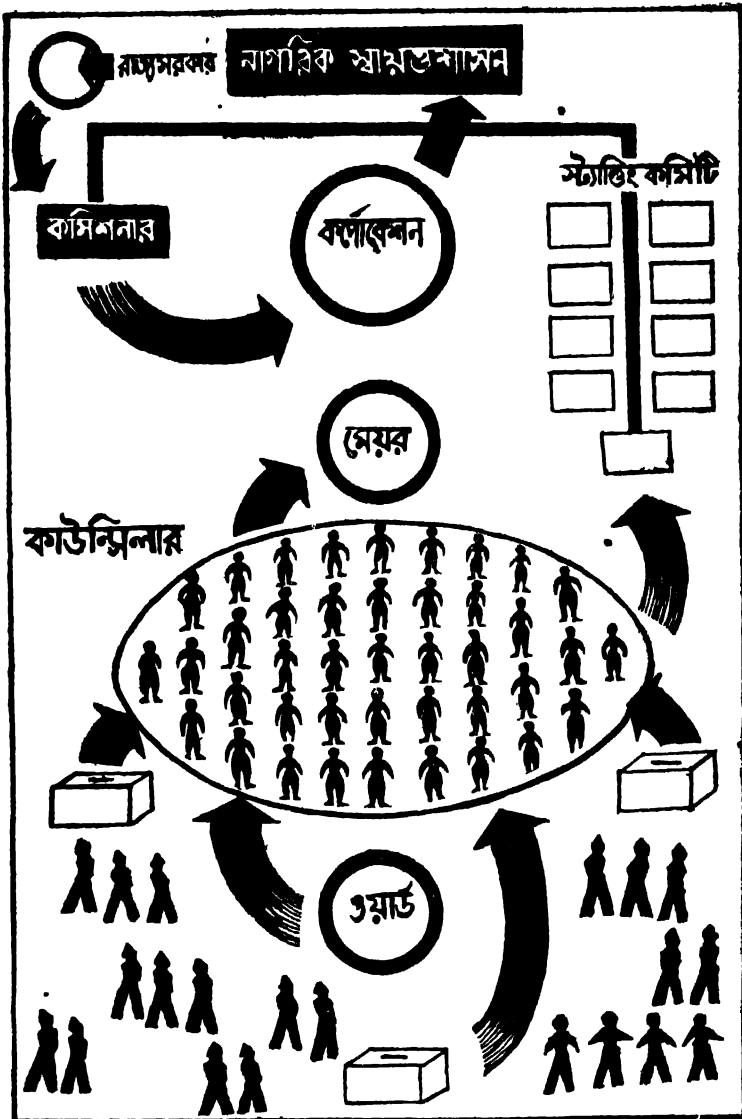 রাজ্যসরকার
নাগরিক স্বায়ত্তশাসন
স্ট্যান্ডিং কমিটি
কমিশনার
কর্পোরেশন
মেয়র
কাউন্সিলার
ওয়ার্ড